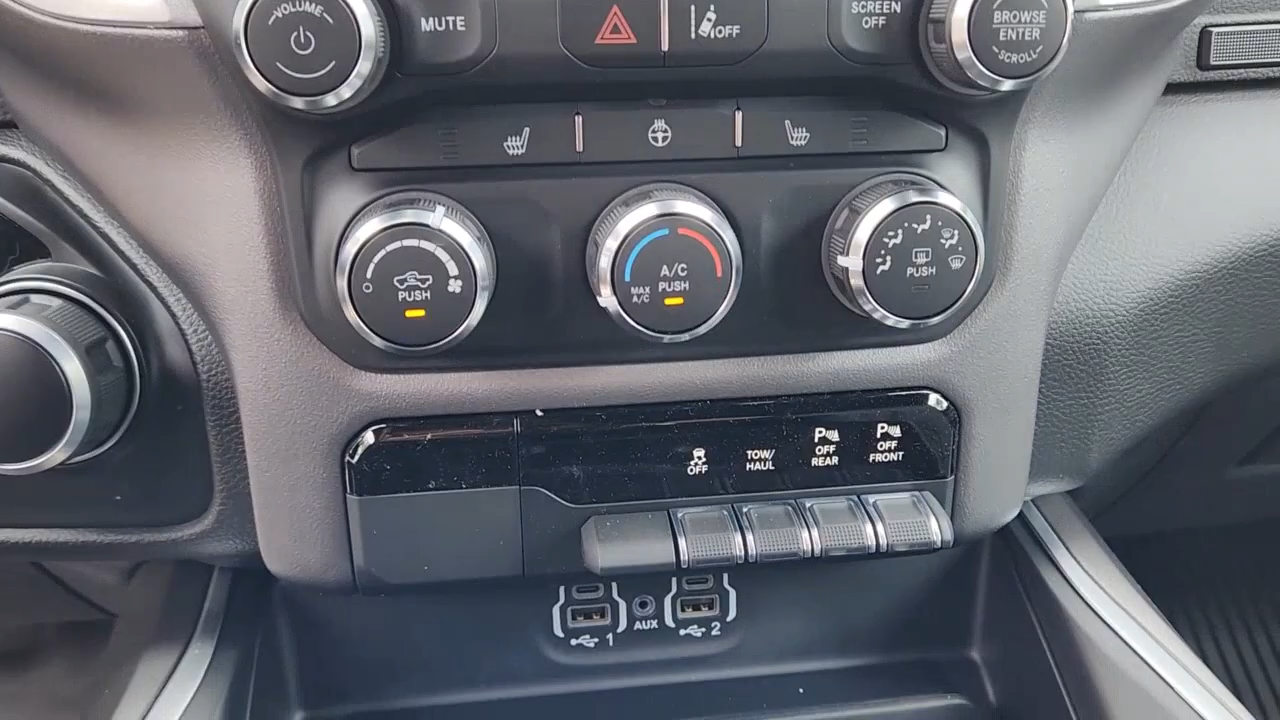 VOLUME
MUTE
OFF
SCREEN
OFF
BROWSE
ENTER
SCROLL
O
PUSH
A/C
PUSH
MAX
A/C
PUSH
OFF
TOW/
HAUL
P
OFF
REAR
P
OFF
FRONT
1
AUX
2